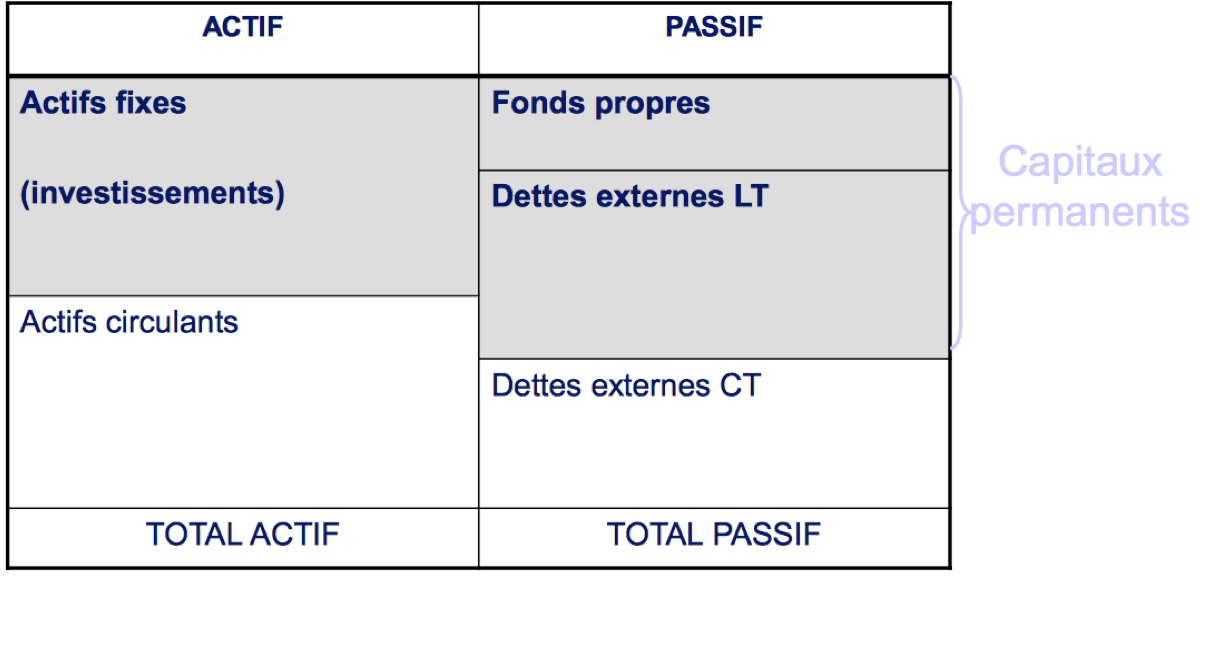 ACTIF
PASSIF
Actifs fixes
(investissements)
Fonds propres
Dettes externes LT
Capitaux
permanents
Actifs circulants
Dettes externes CT
TOTAL ACTIF
TOTAL PASSIF